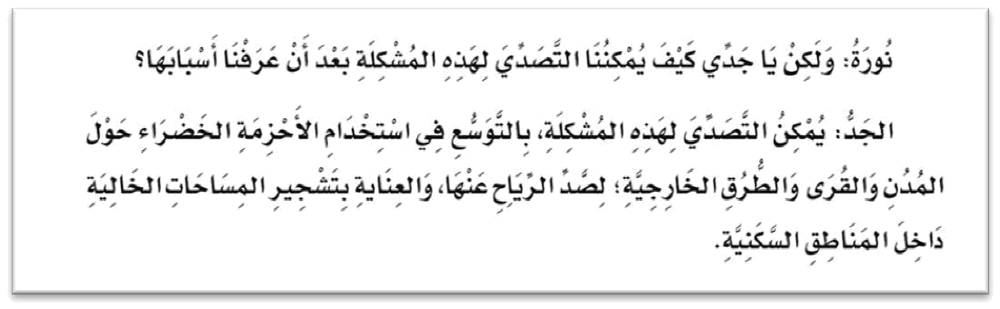 نُورَةُ: وَلَكِنْ يَا جَدِّي كَيْفَ يُمْكِنُنَا التَّصَدِّيَ لِهَذِهِ المُشْكِلَةِ بَعْدَ أَنْ عَرَفْنَا أَسْبَابَهَا؟
الجَدُّ: يُمْكِنُ التَّصَدِّيَ لِهَذِهِ المُشْكِلَةِ، بِالتَّوَسُّعِ فِي اسْتِخْدَامِ الأَحْزِمَةِ الخَضْرَاءِ حَوْلَ
المُدُنِ وَالقُرَى وَالطُّرُقِ الخَارِجِيَّةِ؛ لِصَّدِّ الرِّيَاحِ عَنْهَا، وَالعِنَايةِ بِتَشْجِيرِ المِسَاحَاتِ الخَالِيَةِ
دَاخِلَ المَنَاطِقِ السَّكَنِيَّةِ.